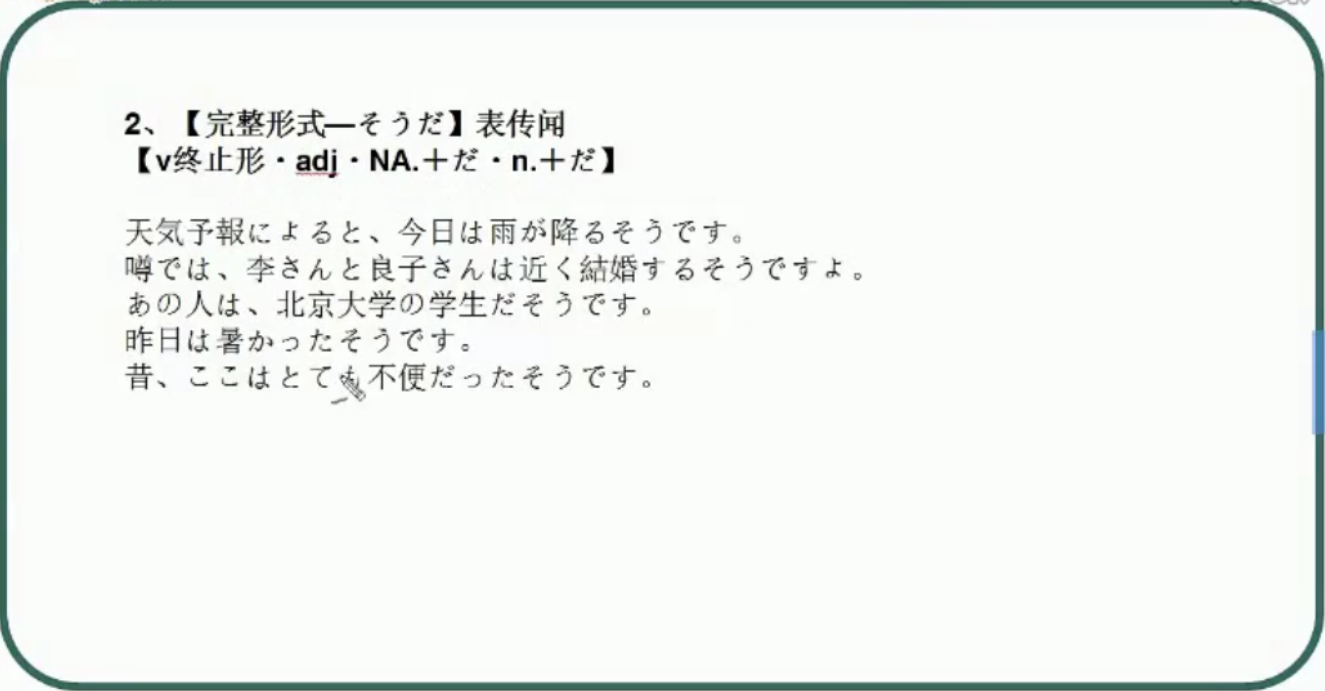 2、【完整形式—そうだ】表传闻
【v终止形・adj・NA.＋だ・n.＋だ】
天気予報によると、今日は雨が降るそうです。
噂では、李さんと良子さんは近く結婚するそうですよ。
あの人は、北京大学の学生だそうです。
昨日は暑かったそうです。
昔、ここはとても不便だったそうです。